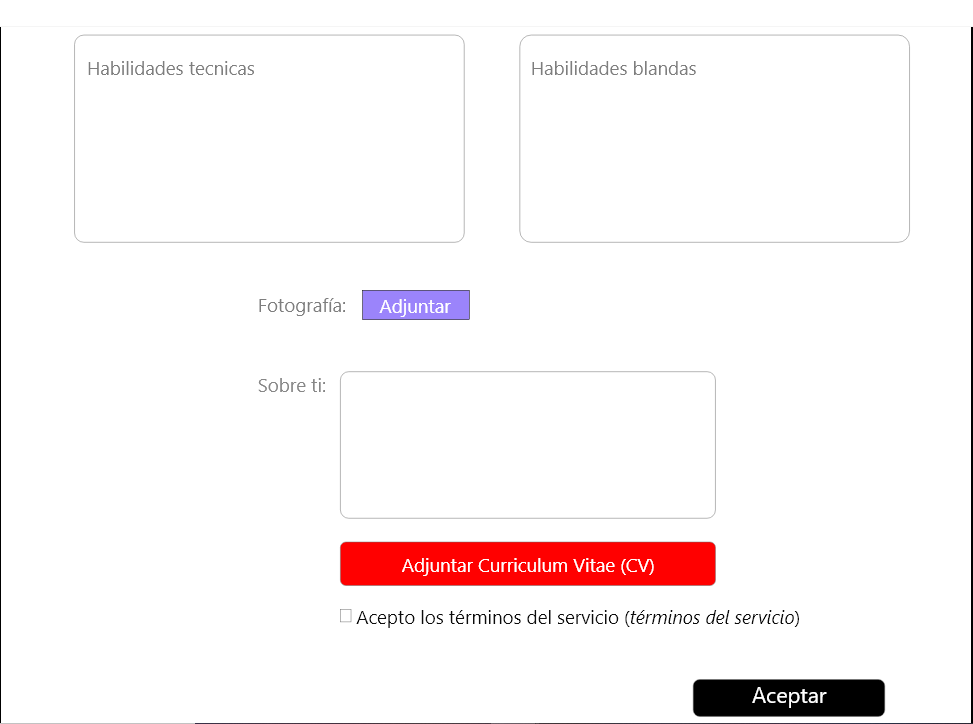 Habilidades tecnicas
Habilidades blandas
Fotografía: Adjuntar
Sobre ti:
Adjuntar Curriculum Vitae (CV)
Acepto los términos del servicio (términos del servicio)
Aceptar